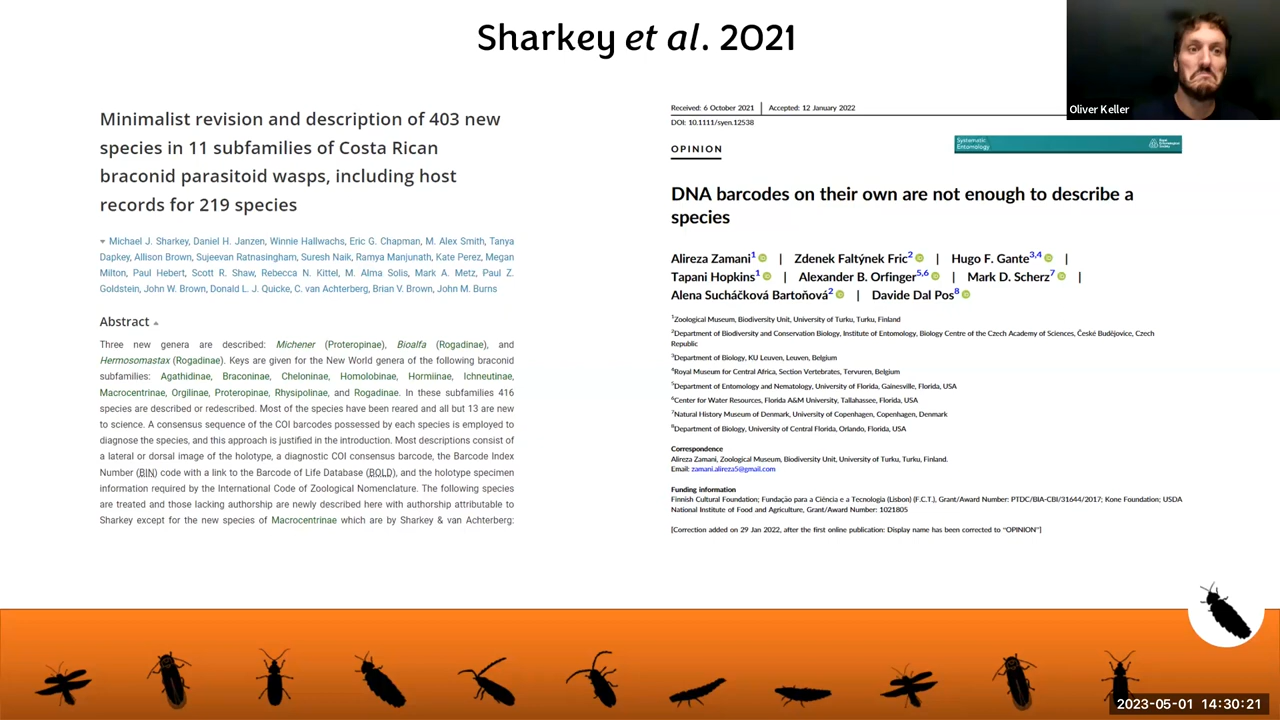 Sharkey et al. 2021
Oliver Keller
Minimalist revision and description of 403 new
species in 11 subfamilies of Costa Rican
braconid parasitoid wasps, including host
records for 219 species
Michael J. Sharkey, Daniel H. Janzen, Winnie Hallwachs, Eric G. Chapman, M. Alex Smith, Tanya
Dapkey, Allison Brown, Sujeevan Ratnasingham, Suresh Naik, Ramya Manjunath, Kate Perez, Megan
Milton, Paul Hebert, Scott R. Shaw, Rebecca N. Kittel, M. Alma Solis, Mark A. Metz, Paul Z.
Goldstein, John W. Brown, Donald L. J. Quicke, C. van Achterberg, Brian V. Brown, John M. Burns
Abstract
Three new genera are described: Michener (Proteropinae), Bioalfa (Rogadinae), and
Hermosomastax (Rogadinae). Keys are given for the New World genera of the following braconid
subfamilies: Agathidinae, Braconinae, Cheloninae, Homolobinae, Hormiinae, Ichneutinae,
Macrocentrinae, Orgilinae, Proteropinae, Rhysipolinae, and Rogadinae. In these subfamilies 416
species are described or redescribed. Most of the species have been reared and all but 13 are new
to science. A consensus sequence of the COI barcodes possessed by each species is employed to
diagnose the species, and this approach is justified in the introduction. Most descriptions consist of
a lateral or dorsal image of the holotype, a diagnostic COI consensus barcode, the Barcode Index
Number (BIN) code with a link to the Barcode of Life Database (BOLD), and the holotype specimen
information required by the International Code of Zoological Nomenclature. The following species
are treated and those lacking authorship are newly described here with authorship attributable to
Sharkey except for the new species of Macrocentrinae which are by Sharkey & van Achterberg:
Received: 6 October 2021 | Accepted: 12 January 2022
DOI: 10.1111/syen.12538
OPINION
Systematic
Entomology
DNA barcodes on their own are not enough to describe a
species
Alireza Zamani1 | Zdenek Faltýnek Fric2 | Hugo F. Gante3,4 |
Tapani Hopkins1 | Alexander B. Orfinger5,6 | Mark D. Scherz7 |
Alena Sucháčková Bartoňová2 | Davide Dal Pos8
1Zoological Museum, Biodiversity Unit, University of Turku, Turku, Finland
2Department of Biodiversity and Conservation Biology, Institute of Entomology, Biology Centre of the Czech Academy of Sciences, České Budějovice, Czech
Republic
3Department of Biology, KU Leuven, Leuven, Belgium
4Royal Museum for Central Africa, Section Vertebrates, Tervuren, Belgium
5Department of Entomology and Nematology, University of Florida, Gainesville, Florida, USA
6Center for Water Resources, Florida A&M University, Tallahassee, Florida, USA
7Natural History Museum of Denmark, University of Copenhagen, Copenhagen, Denmark
8Department of Biology, University of Central Florida, Orlando, Florida, USA
Correspondence
Alireza Zamani, Zoological Museum, Biodiversity Unit, University of Turku, Turku, Finland.
Email: zamani.alireza5@gmail.com
Funding information
Finnish Cultural Foundation; Fundação para a Ciência e a Tecnologia (Lisbon) (F.C.T.), Grant/Award Number: PTDC/BIA-CBI/31644/2017; Kone Foundation; USDA
National Institute of Food and Agriculture, Grant/Award Number: 1021805
[Correction added on 29 Jan 2022, after the first online publication: Display name has been corrected to "OPINION"]
2023-05-01 14:30:21